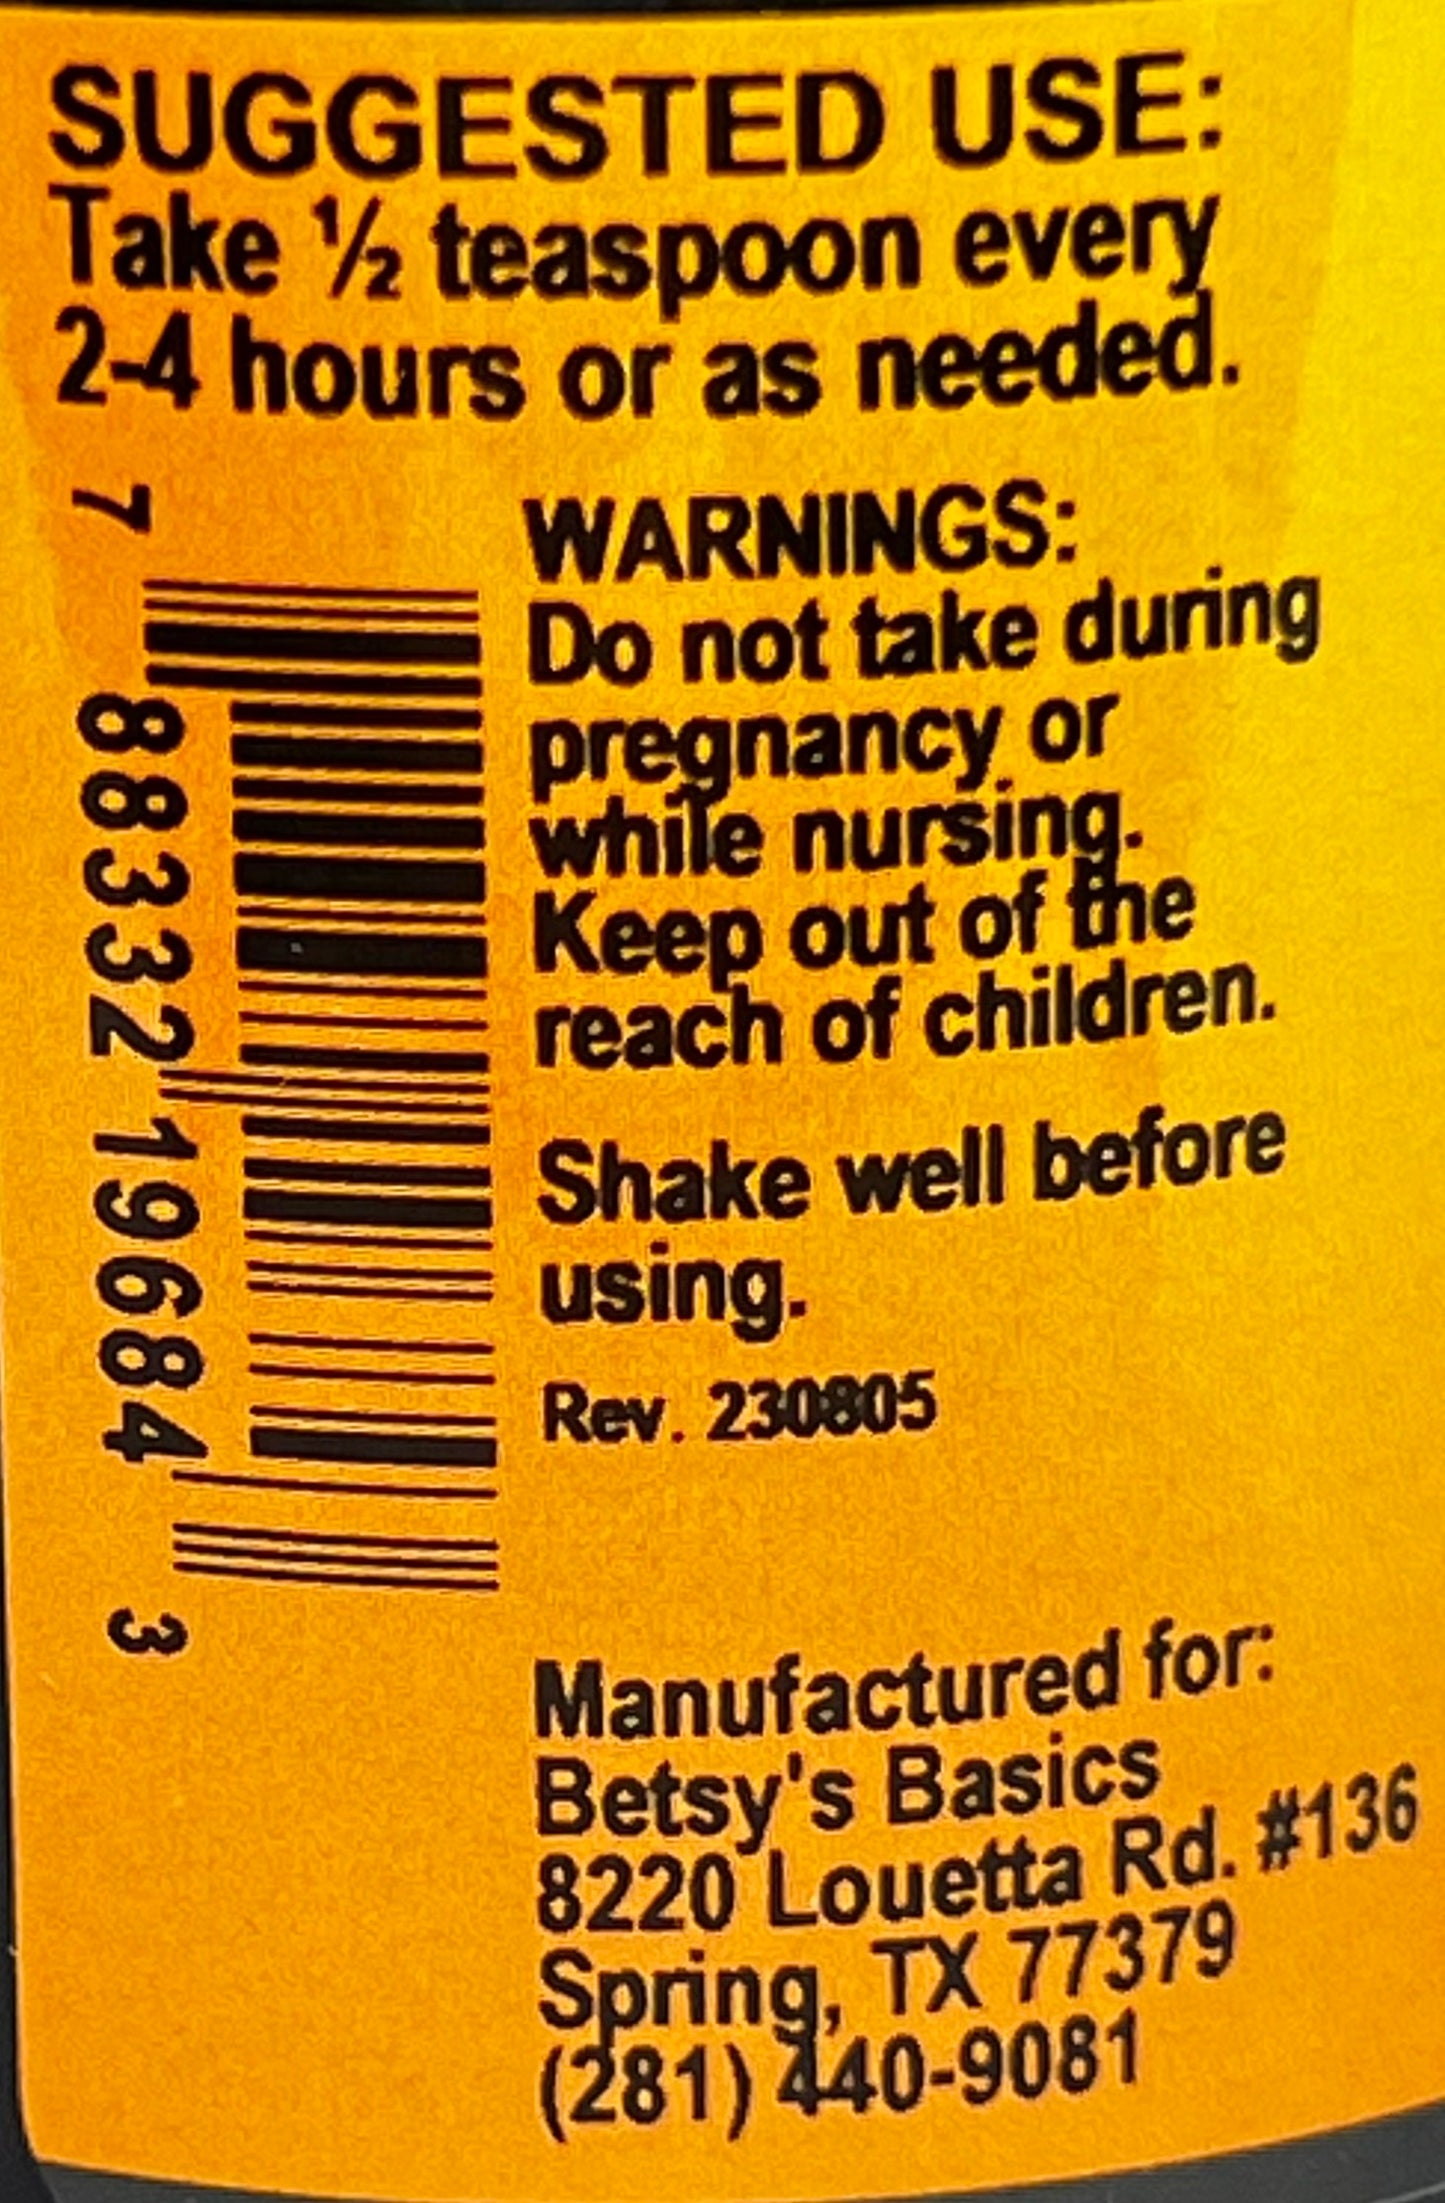 SUGGESTED USE:
Take ½ teaspoon every
2-4 hours or as needed.
7 88332 19684 3
WARNINGS:
Do not take during
pregnancy or
while nursing.
Keep out of the
reach of children.
Shake well before
using.
Rev. 230805
Manufactured for:
Betsy's Basics
8220 Louetta Rd. #136
Spring, TX 77379
(281) 440-9081